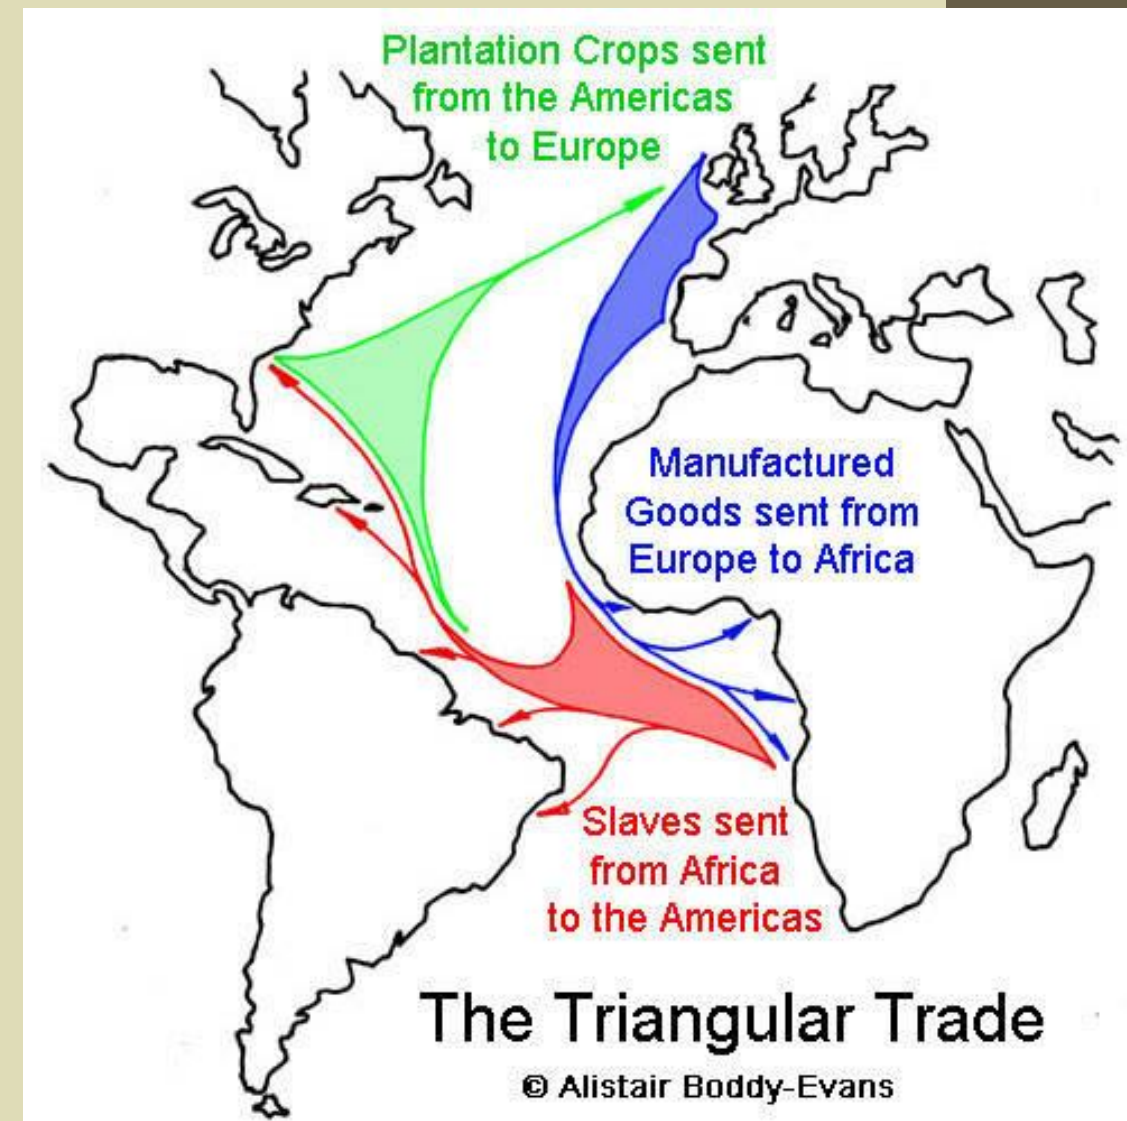 Plantation Crops sent
from the Americas
to Europe
Manufactured
Goods sent from
Europe to Africa
Slaves sent
from Africa
to the Americas
The Triangular Trade
© Alistair Boddy-Evans